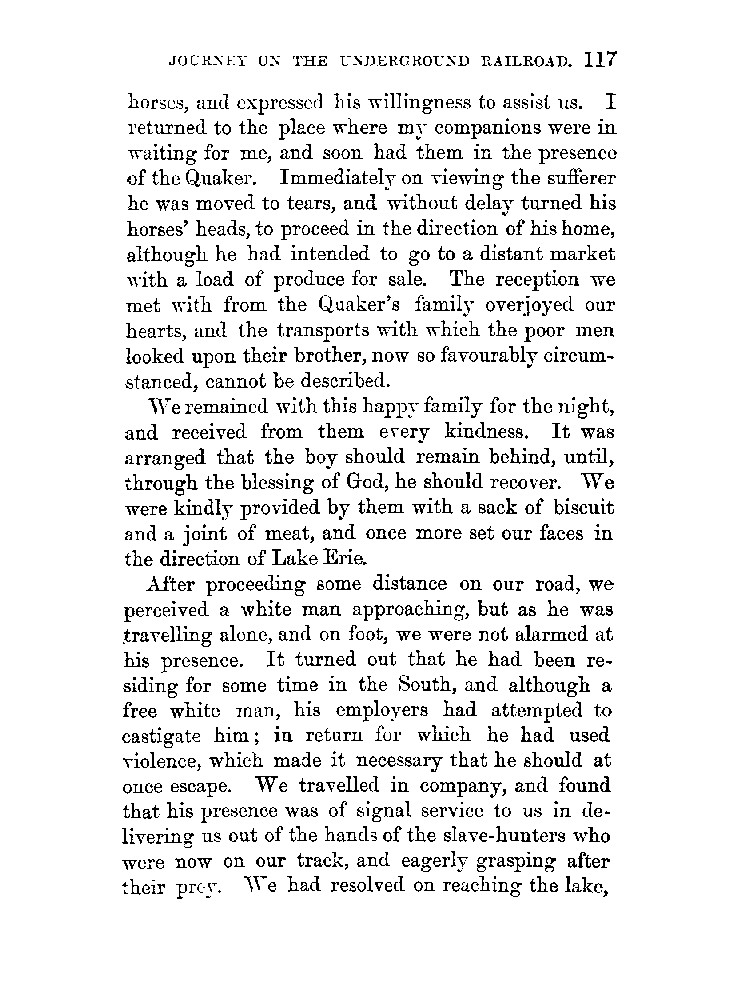 JOURNEY ON THE UNDERGROUND RAILROAD. 117
horses, and expressed his willingness to assist us. I
returned to the place where my companions were in
waiting for me, and soon had them in the presence
of the Quaker. Immediately on viewing the sufferer
he was moved to tears, and without delay turned his
horses' heads, to proceed in the direction of his home,
although he had intended to go to a distant market
with a load of produce for sale. The reception we
met with from the Quaker's family overjoyed our
hearts, and the transports with which the poor men
looked upon their brother, now so favourably circum-
stanced, cannot be described.
We remained with this happy family for the night,
and received from them every kindness. It was
arranged that the boy should remain behind, until,
through the blessing of God, he should recover. We
were kindly provided by them with a sack of biscuit
and a joint of meat, and once more set our faces in
the direction of Lake Erie.
After proceeding some distance on our road, we
perceived a white man approaching, but as he was
travelling alone, and on foot, we were not alarmed at
his presence. It turned out that he had been re-
siding for some time in the South, and although a
free white man, his employers had attempted to
castigate him; in return for which he had used
violence, which made it necessary that he should at
once escape. We travelled in company, and found
that his presence was of signal service to us in de-
livering us out of the hands of the slave-hunters who
were now on our track, and eagerly grasping after
their prey. We had resolved on reaching the lake,